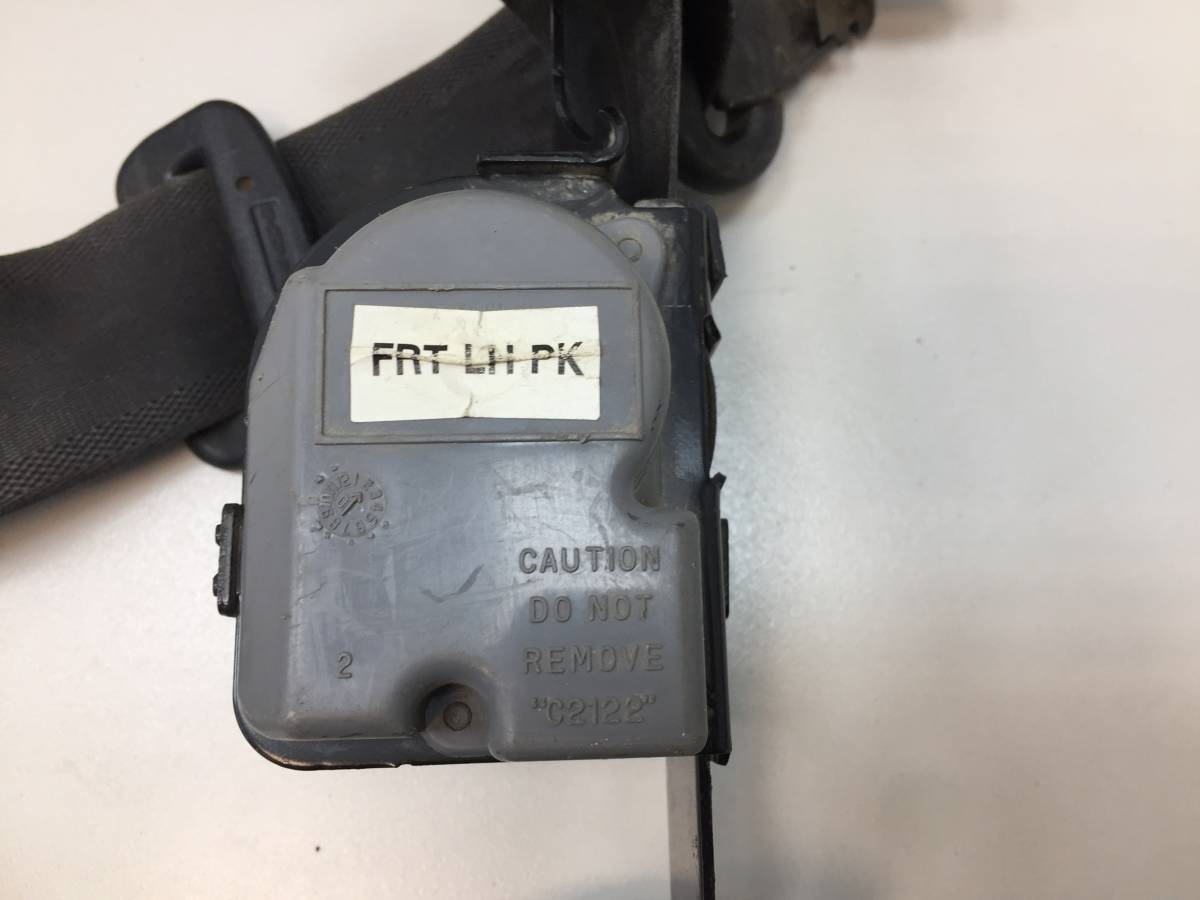 FRT LH PK
CAUTION
DO NOT
REMOVE
"C2122"
2